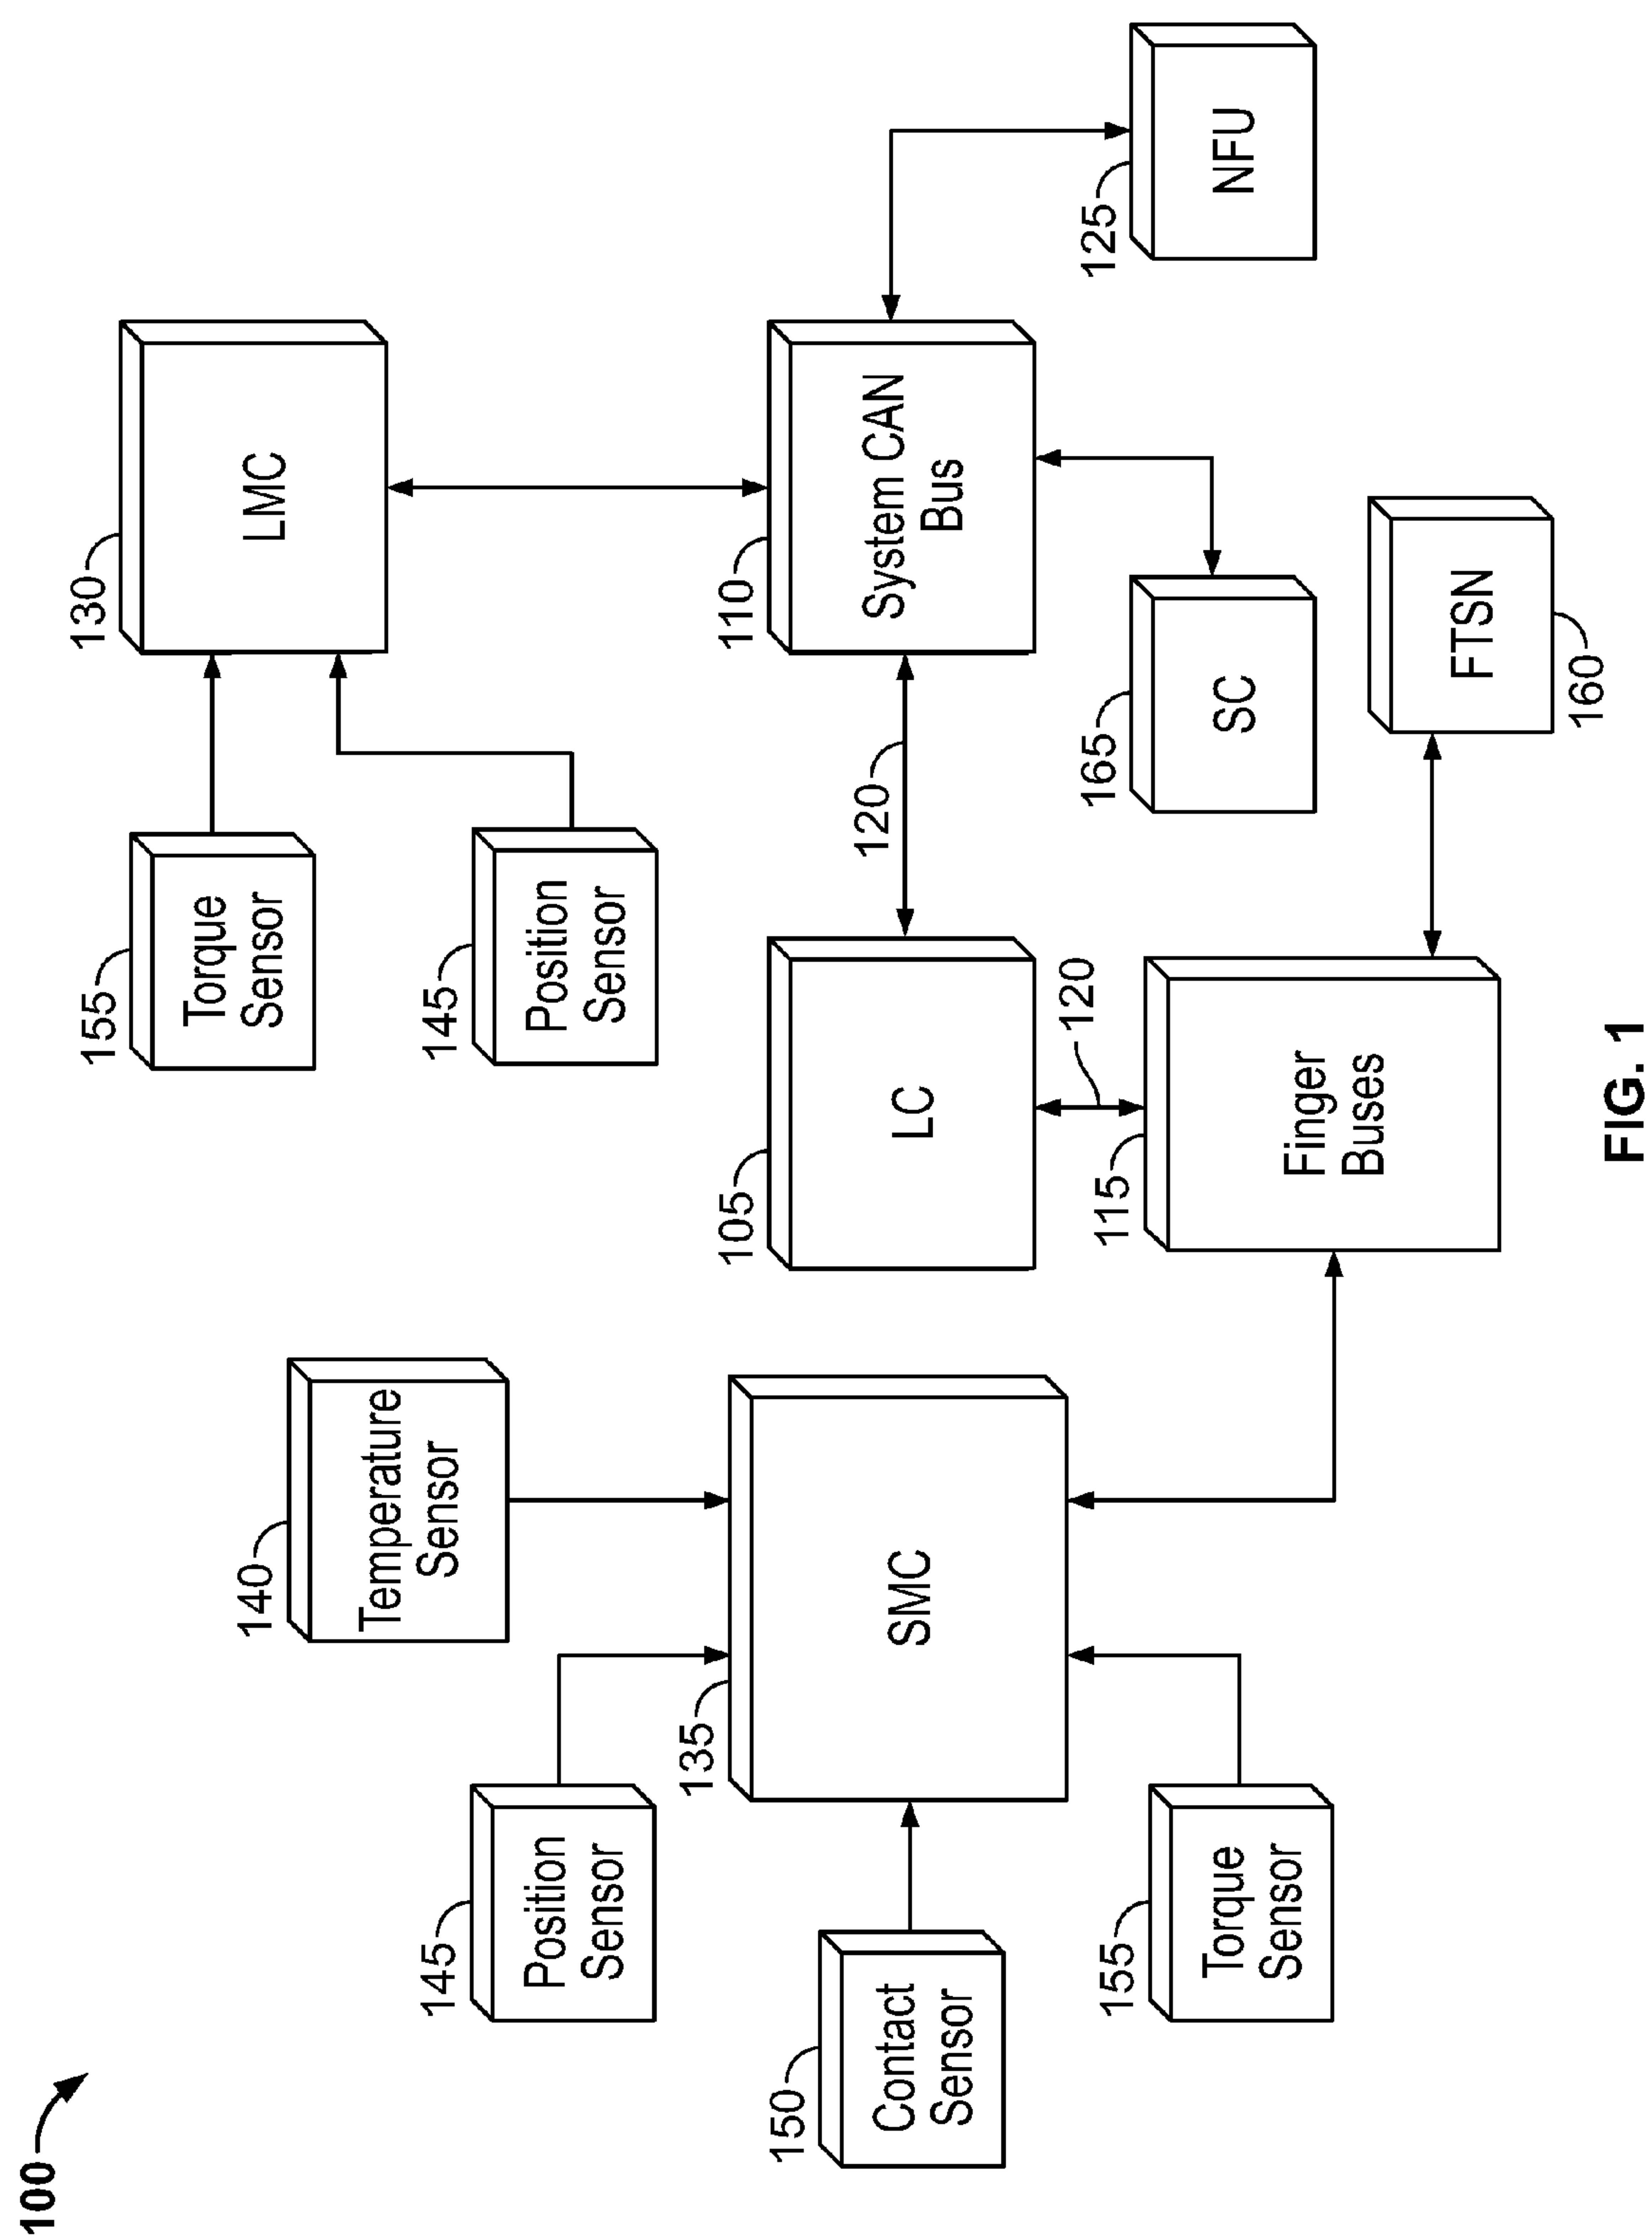 100
155
Torque
Sensor
130
LMC
140
Temperature
Sensor
145
Position
Sensor
145
Position
Sensor
150
Contact
Sensor
135
SMC
105
LC
120
110
System CAN
Bus
155
Torque
Sensor
115
Finger
Buses
120
165
SC
125
NFU
160
FTSN
FIG. 1